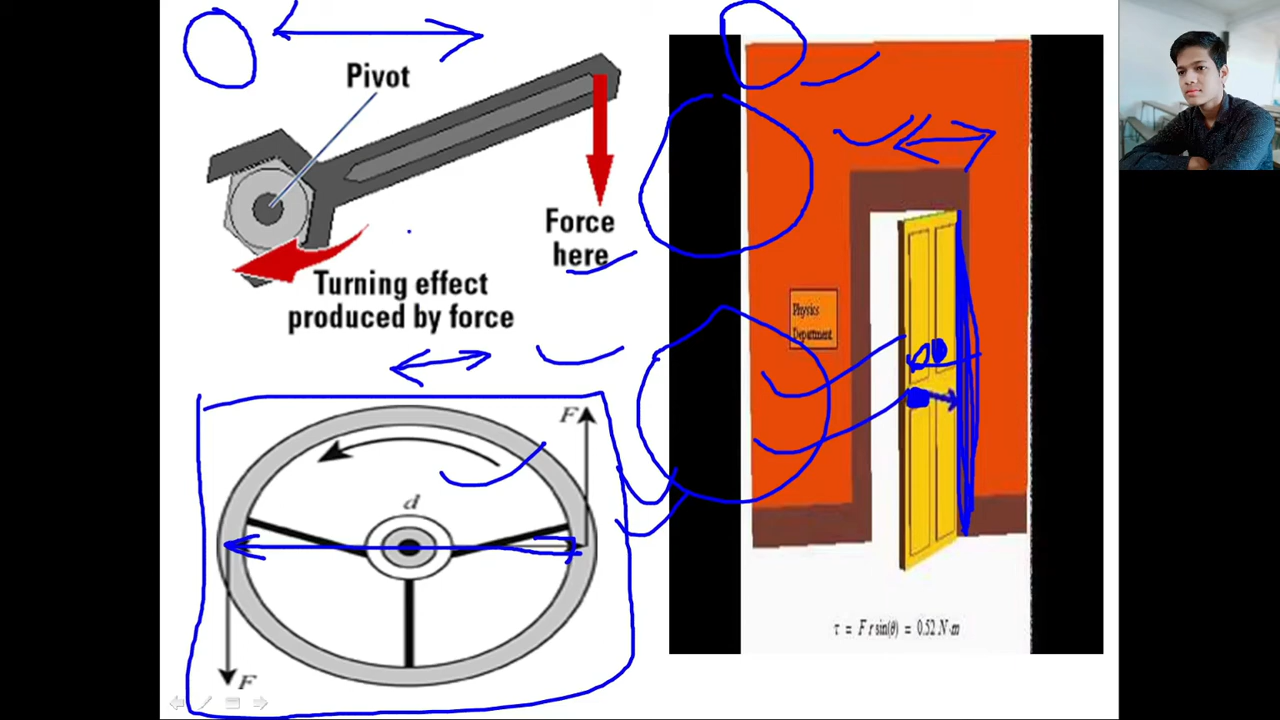 Pivot
Force
here
Turning effect
produced by force
F
d
F
Physics
Department
τ = F r sin(θ) = 0.52 N·m